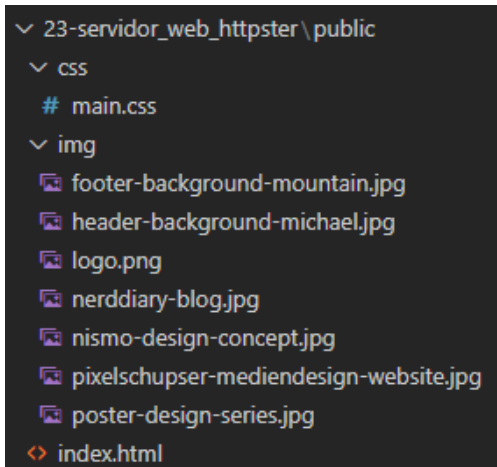 23-servidor_web_httpster\public
css
# main.css
img
footer-background-mountain.jpg
header-background-michael.jpg
logo.png
nerddiary-blog.jpg
nismo-design-concept.jpg
pixelschupser-mediendesign-website.jpg
poster-design-series.jpg
<> index.html